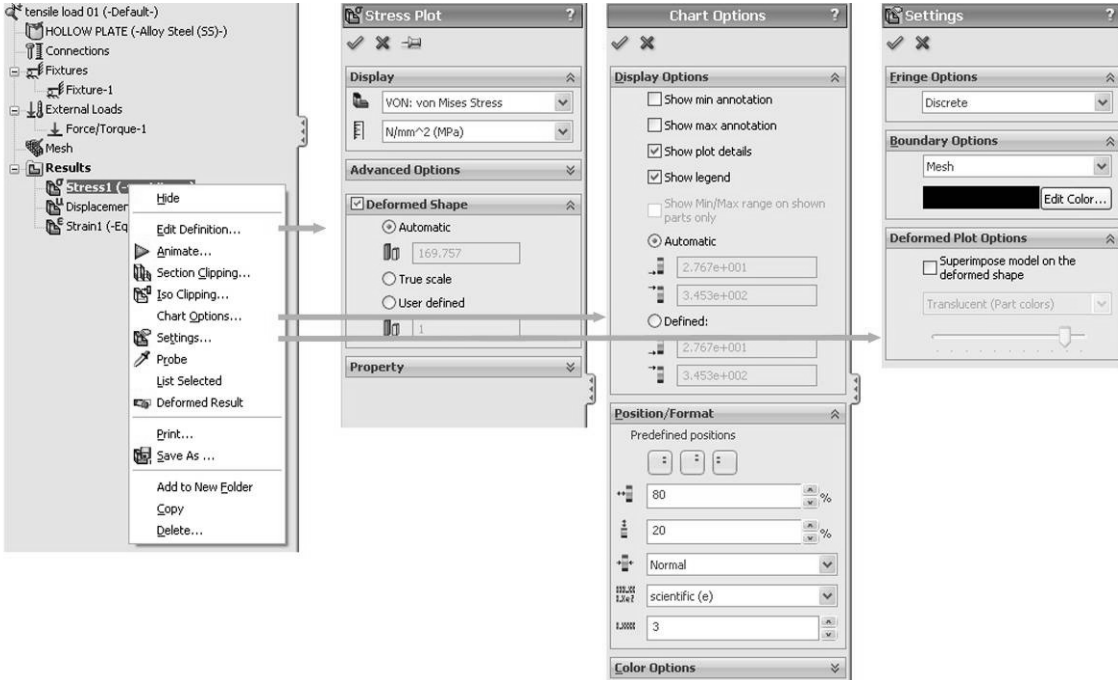 tensile load 01 (-Default-)
HOLLOW PLATE (-Alloy Steel (SS)-)
Connections
Fixtures
Fixture-1
External Loads
Force/Torque-1
Mesh
Results
Stress1 (-
Displacemen
Strain1 (-Eq
Hide
Edit Definition...
Animate...
Section Clipping...
Iso Clipping...
Chart Options...
Settings...
Probe
List Selected
Deformed Result
Print...
Save As ...
Add to New Folder
Copy
Delete...
Stress Plot ?
Display
VON: von Mises Stress
N/mm^2 (MPa)
Advanced Options
Deformed Shape
Automatic
169.757
True scale
User defined
1
Property
Chart Options ?
Display Options
Show min annotation
Show max annotation
Show plot details
Show legend
Show Min/Max range on shown
parts only
Automatic
2.767e+001
3.453e+002
Defined:
2.767e+001
3.453e+002
Position/Format
Predefined positions
80 %
20 %
Normal
scientific (e)
3
Color Options
Settings ?
Fringe Options
Discrete
Boundary Options
Mesh
Edit Color...
Deformed Plot Options
Superimpose model on the
deformed shape
Translucent (Part colors)